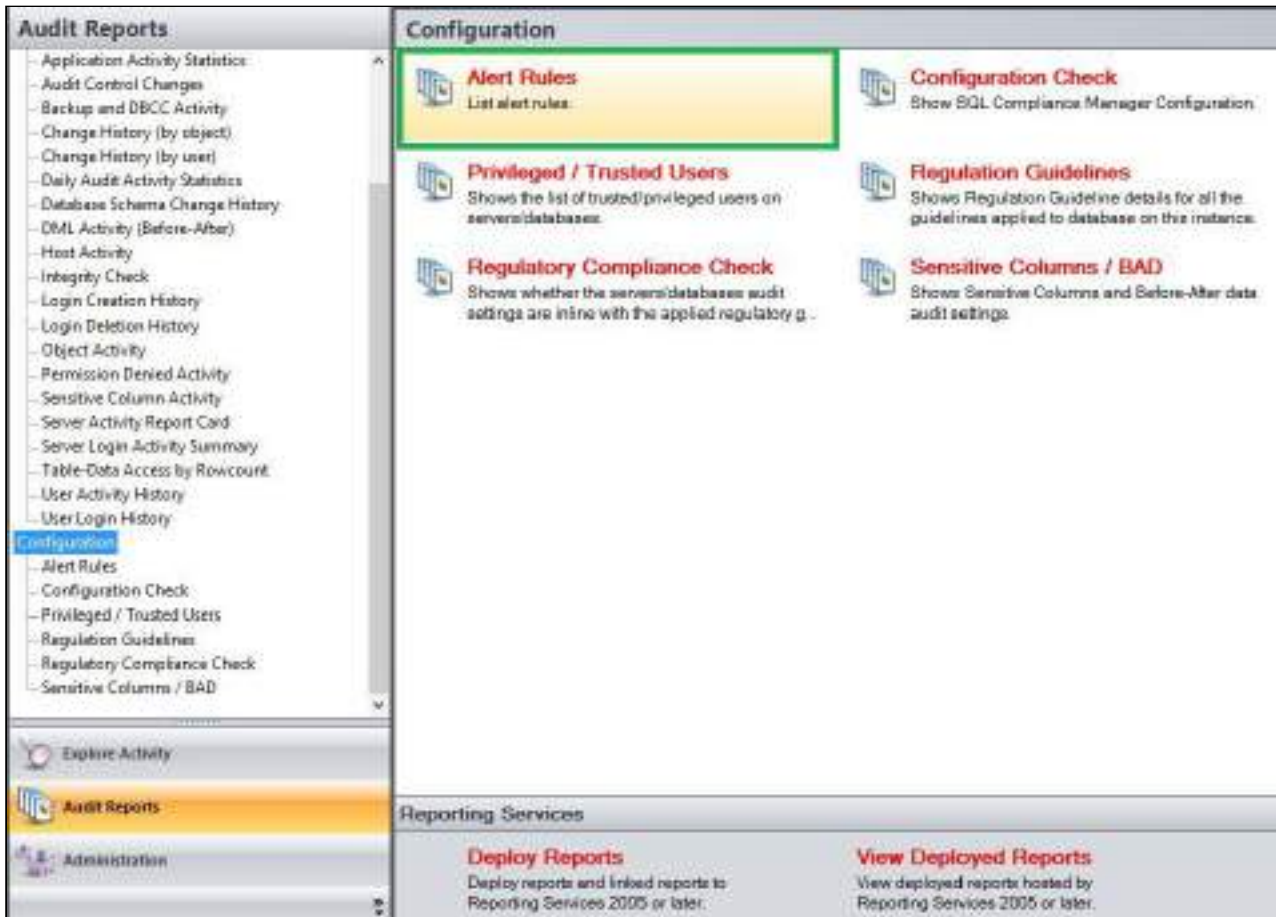 Audit Reports
Application Activity Statistics
Audit Control Changes
Backup and DBCC Activity
Change History (by object)
Change History (by user)
Daily Audit Activity Statistics
Database Schema Change History
DML Activity (Before-After)
Host Activity
Integrity Check
Login Creation History
Login Deletion History
Object Activity
Permission Denied Activity
Sensitive Column Activity
Server Activity Report Card
Server Login Activity Summary
Table-Data Access by Rowcount
User Activity History
User Login History
Configuration
Alert Rules
Configuration Check
Privileged / Trusted Users
Regulation Guidelines
Regulatory Compliance Check
Sensitive Columns / BAD
Explore Activity
Audit Reports
Administration
Configuration
Alert Rules
List alert rules.
Configuration Check
Show SQL Compliance Manager Configuration.
Privileged / Trusted Users
Shows the list of trusted/privileged users on
servers/databases.
Regulation Guidelines
Shows Regulation Guideline details for all the
guidelines applied to database on this instance.
Regulatory Compliance Check
Shows whether the servers/databases audit
settings are inline with the applied regulatory g...
Sensitive Columns / BAD
Shows Sensitive Columns and Before-After data
audit settings.
Reporting Services
Deploy Reports
Deploy reports and linked reports to
Reporting Services 2005 or later.
View Deployed Reports
View deployed reports hosted by
Reporting Services 2005 or later.